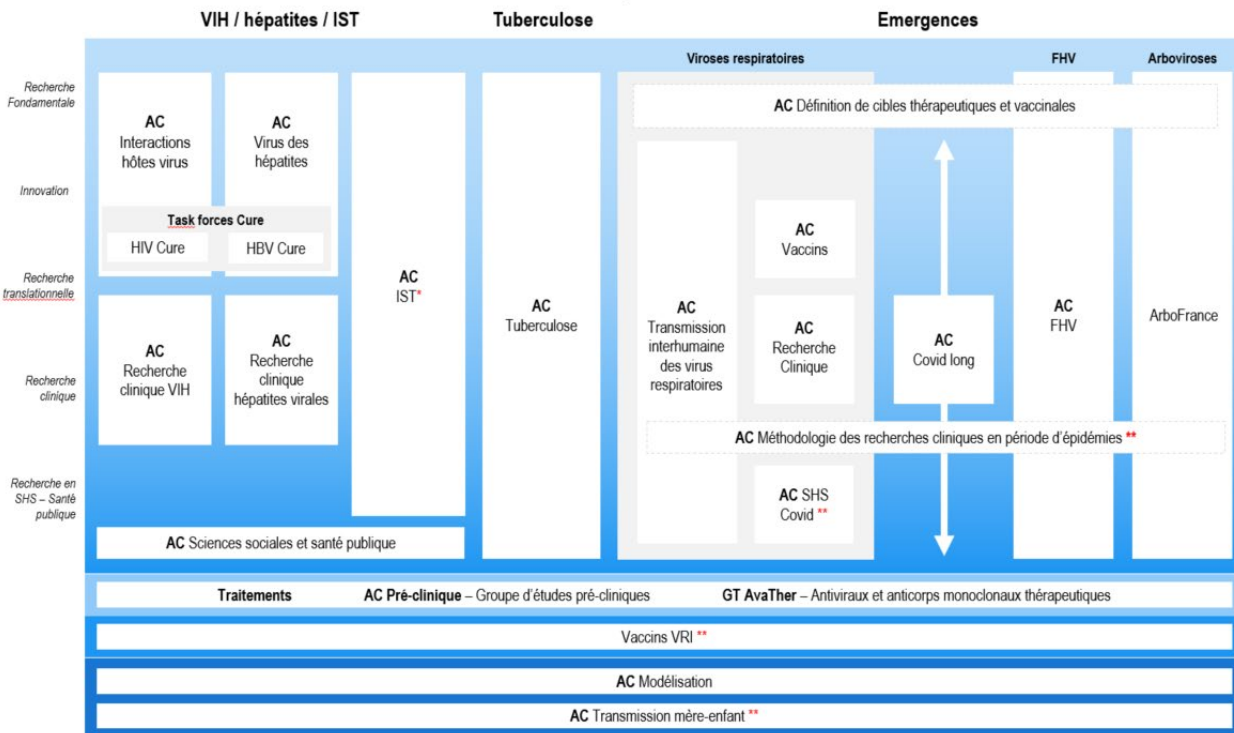 VIH / hépatites / IST
Tuberculose
Emergences
Viroses respiratoires
FHV
Arboviroses
Recherche
Fondamentale
Innovation
Recherche
translationnelle
Recherche
clinique
Recherche en
SHS – Santé
publique
AC
Interactions
hôtes virus
AC
Virus des
hépatites
Task forces Cure
HIV Cure
HBV Cure
AC
Recherche
clinique VIH
AC
Recherche
clinique
hépatites virales
AC
IST*
AC Sciences sociales et santé publique
AC
Tuberculose
AC Définition de cibles thérapeutiques et vaccinales
AC
Transmission
interhumaine
des virus
respiratoires
AC
Vaccins
AC
Recherche
Clinique
AC
Covid long
AC
FHV
ArboFrance
AC Méthodologie des recherches cliniques en période d’épidémies **
AC SHS
Covid **
Traitements AC Pré-clinique – Groupe d’études pré-cliniques GT AvaTher – Antiviraux et anticorps monoclonaux thérapeutiques
Vaccins VRI **
AC Modélisation
AC Transmission mère-enfant **